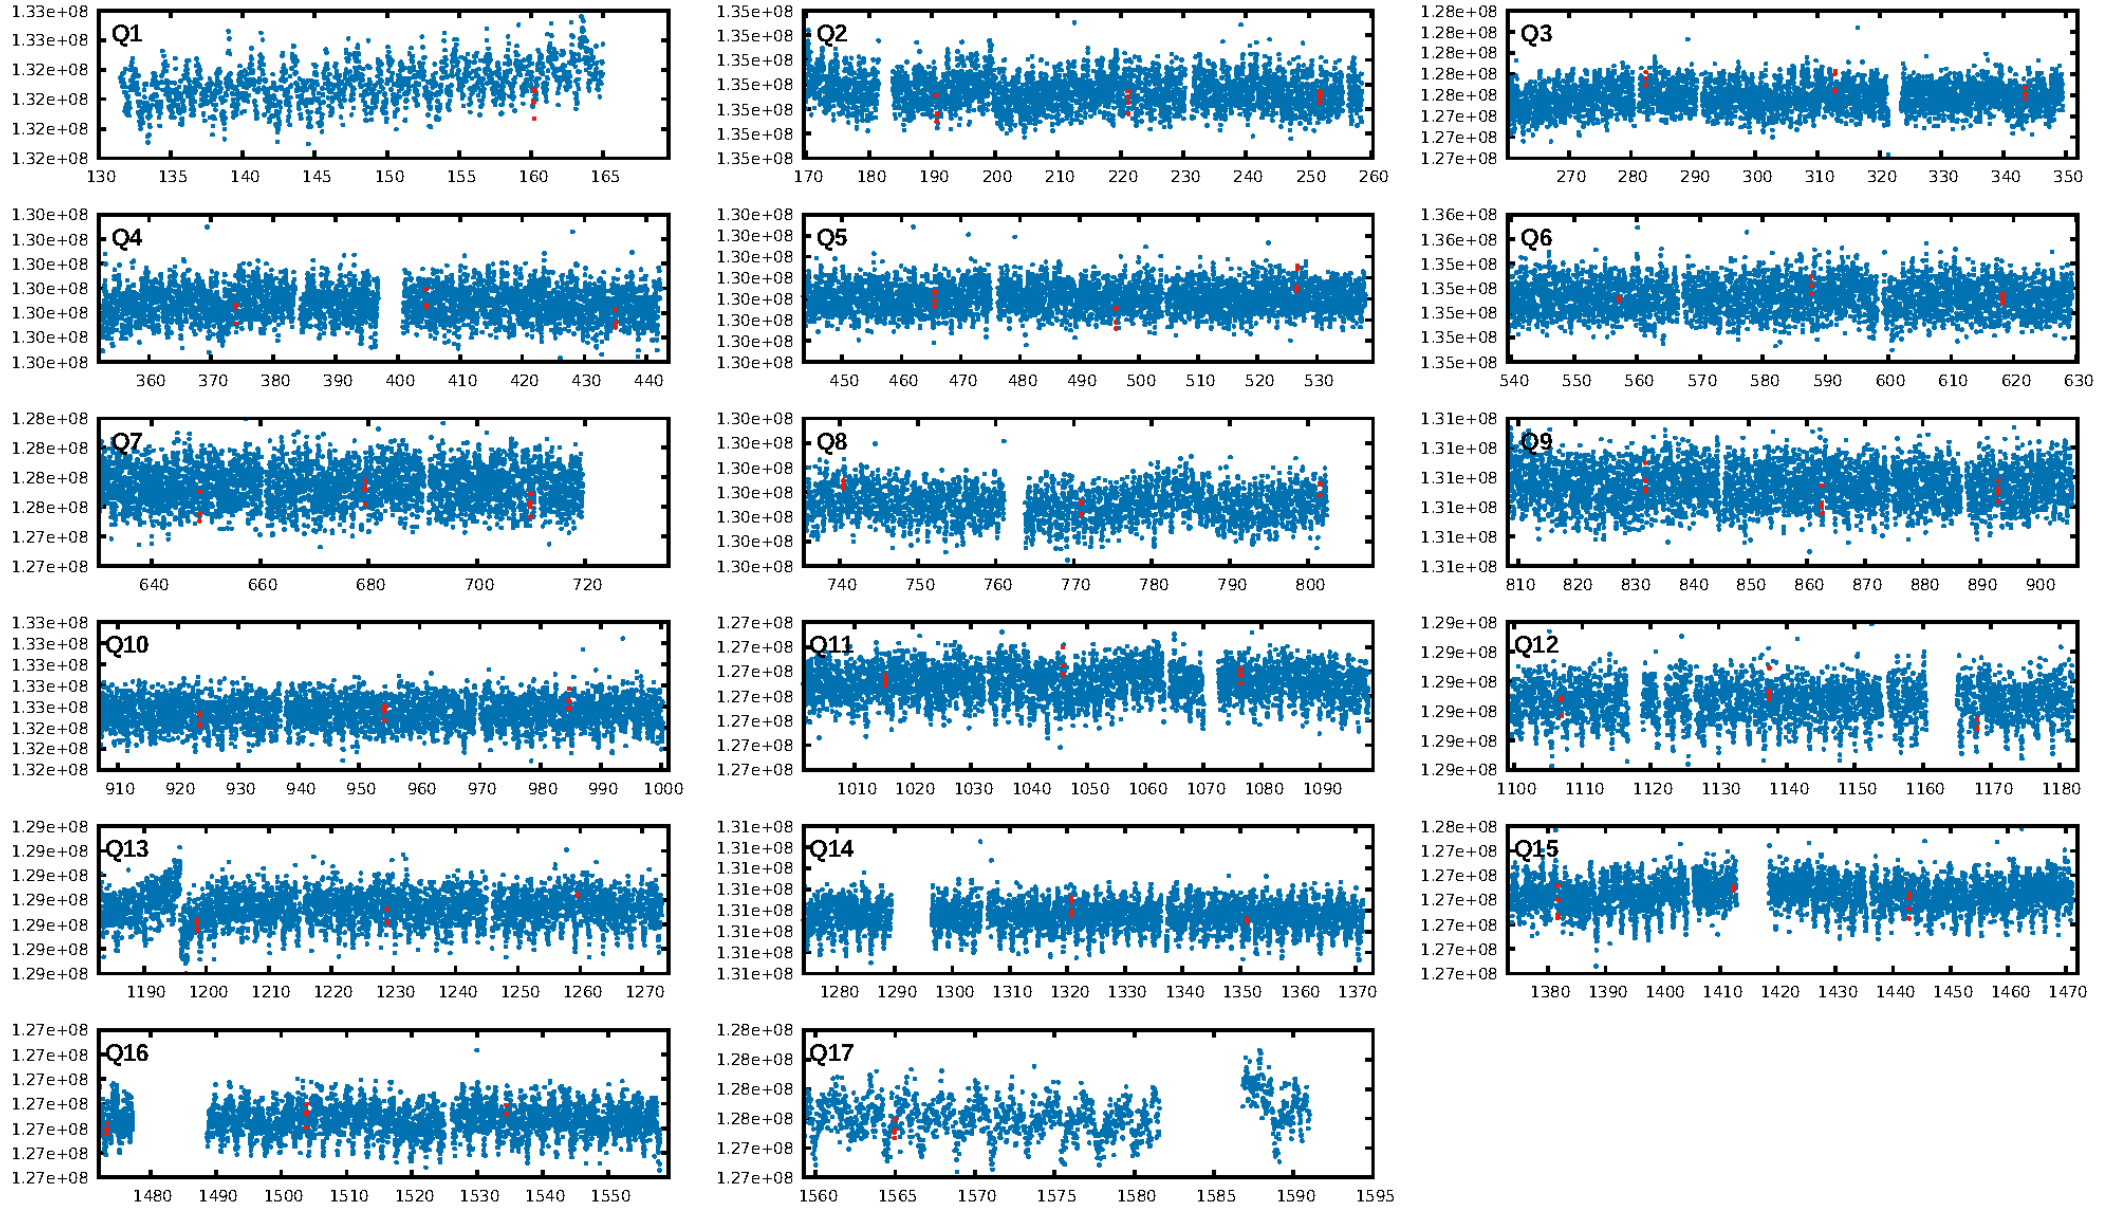 1.33e+08 1.33e+08 1.32e+08 1.32e+08 1.32e+08 1.32e+08
Q1
130 135 140 145 150 155 160 165
1.35e+08 1.35e+08 1.35e+08 1.35e+08 1.35e+08 1.35e+08 1.35e+08
Q2
170 180 190 200 210 220 230 240 250 260
1.28e+08 1.28e+08 1.28e+08 1.28e+08 1.28e+08 1.27e+08 1.27e+08 1.27e+08
Q3
270 280 290 300 310 320 330 340 350
1.30e+08 1.30e+08 1.30e+08 1.30e+08 1.30e+08 1.30e+08 1.30e+08
Q4
360 370 380 390 400 410 420 430 440
1.30e+08 1.30e+08 1.30e+08 1.30e+08 1.30e+08 1.30e+08 1.30e+08 1.30e+08
Q5
450 460 470 480 490 500 510 520 530
1.36e+08 1.36e+08 1.35e+08 1.35e+08 1.35e+08 1.35e+08 1.35e+08
Q6
540 550 560 570 580 590 600 610 620 630
1.28e+08 1.28e+08 1.28e+08 1.28e+08 1.27e+08 1.27e+08
Q7
640 660 680 700 720
1.30e+08 1.30e+08 1.30e+08 1.30e+08 1.30e+08 1.30e+08 1.30e+08
Q8
740 750 760 770 780 790 800
1.31e+08 1.31e+08 1.31e+08 1.31e+08 1.31e+08 1.31e+08
Q9
810 820 830 840 850 860 870 880 890 900
1.33e+08 1.33e+08 1.33e+08 1.33e+08 1.33e+08 1.32e+08 1.32e+08 1.32e+08
Q10
910 920 930 940 950 960 970 980 990 1000
1.27e+08 1.27e+08 1.27e+08 1.27e+08 1.27e+08 1.27e+08 1.27e+08
Q11
1010 1020 1030 1040 1050 1060 1070 1080 1090
1.29e+08 1.29e+08 1.29e+08 1.29e+08 1.29e+08 1.29e+08
Q12
1100 1110 1120 1130 1140 1150 1160 1170 1180
1.29e+08 1.29e+08 1.29e+08 1.29e+08 1.29e+08 1.29e+08 1.29e+08
Q13
1190 1200 1210 1220 1230 1240 1250 1260 1270
1.31e+08 1.31e+08 1.31e+08 1.31e+08 1.31e+08 1.31e+08 1.31e+08 1.31e+08
Q14
1280 1290 1300 1310 1320 1330 1340 1350 1360 1370
1.28e+08 1.27e+08 1.27e+08 1.27e+08 1.27e+08 1.27e+08 1.27e+08
Q15
1380 1390 1400 1410 1420 1430 1440 1450 1460 1470
1.27e+08 1.27e+08 1.27e+08 1.27e+08 1.27e+08 1.27e+08 1.27e+08
Q16
1480 1490 1500 1510 1520 1530 1540 1550
1.28e+08 1.28e+08 1.28e+08 1.28e+08 1.27e+08 1.27e+08
Q17
1560 1565 1570 1575 1580 1585 1590 1595